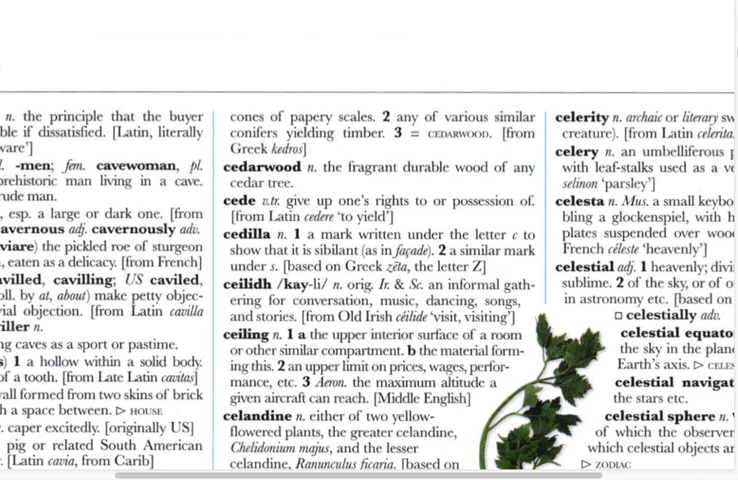 n. the principle that the buyer
ble if dissatisfied. [Latin, literally
ware']
l. -men; fem. cavewoman, pl.
prehistoric man living in a cave.
rude man.
, esp. a large or dark one. [from
avernous adj. cavernously adv.
viare) the pickled roe of sturgeon
, eaten as a delicacy. [from French]
avilled, cavilling; US caviled,
oll. by at, about) make petty objec-
rial objection. [from Latin cavilla
iller n.
ng caves as a sport or pastime.
s) 1 a hollow within a solid body.
of a tooth. [from Late Latin cavitas]
wall formed from two skins of brick
h a space between. ▷ HOUSE
. caper excitedly. [originally US]
pig or related South American
. [Latin cavia, from Carib]
cones of papery scales. 2 any of various similar
conifers yielding timber. 3 = CEDARWOOD. [from
Greek kedros]
cedarwood n. the fragrant durable wood of any
cedar tree.
cede v.tr. give up one's rights to or possession of.
[from Latin cedere 'to yield']
cedilla n. 1 a mark written under the letter c to
show that it is sibilant (as in façade). 2 a similar mark
under s. [based on Greek zēta, the letter Z]
ceilidh /kay-li/ n. orig. Ir. & Sc. an informal gath-
ering for conversation, music, dancing, songs,
and stories. [from Old Irish céilide 'visit, visiting']
ceiling n. 1 a the upper interior surface of a room
or other similar compartment. b the material form-
ing this. 2 an upper limit on prices, wages, perfor-
mance, etc. 3 Aeron. the maximum altitude a
given aircraft can reach. [Middle English]
celandine n. either of two yellow-
flowered plants, the greater celandine,
Chelidonium majus, and the lesser
celandine, Ranunculus ficaria. [based on
celerity n. archaic or literary sw
creature). [from Latin celerita
celery n. an umbelliferous p
with leaf-stalks used as a ve
selinon 'parsley']
celesta n. Mus. a small keybo
bling a glockenspiel, with h
plates suspended over woo
French céleste 'heavenly']
celestial adj. 1 heavenly; divi
sublime. 2 of the sky, or of o
in astronomy etc. [based on
□ celestially adv.
celestial equato
the sky in the plan
Earth's axis. ▷ CELES
celestial navigat
the stars etc.
celestial sphere n.
of which the observer
which celestial objects ar
▷ ZODIAC